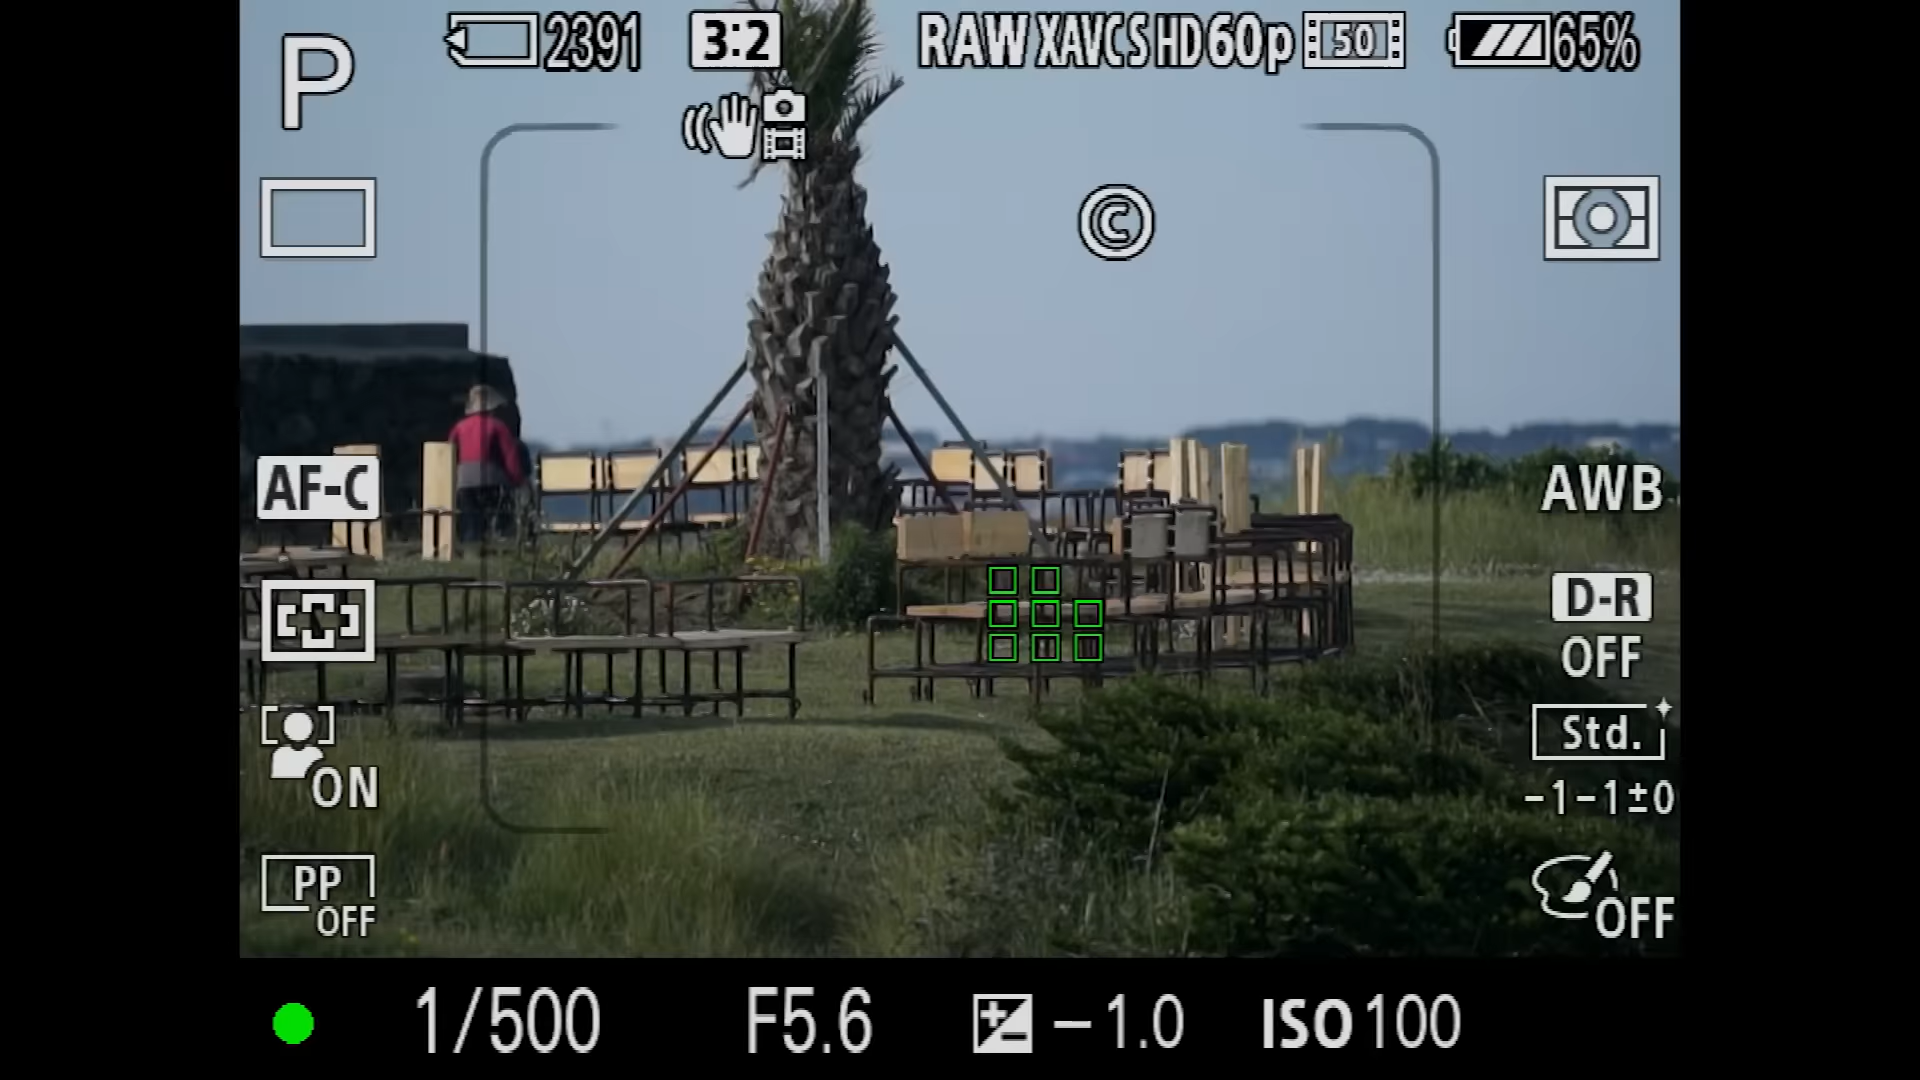 P 2391 3:2 RAW XAVC S HD 60p 50 65%
©
AF-C
AWB
D-R
OFF
Std.
ON
-1-1±0
PP
OFF
OFF
1/500 F5.6 -1.0 ISO 100